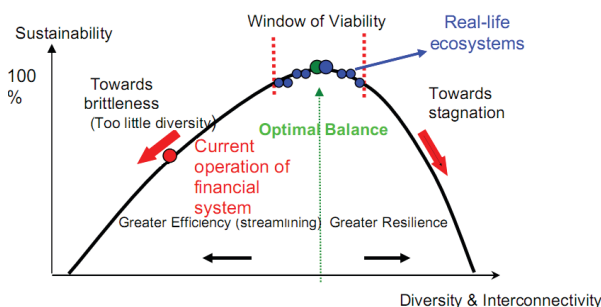 Sustainability
Window of Viability
Real-life
ecosystems
100
%
Towards
brittleness
(Too little diversity)
Towards
stagnation
Optimal Balance
Current
operation of
financial
system
Greater Efficiency (streamlining)
Greater Resilience
Diversity & Interconectivity